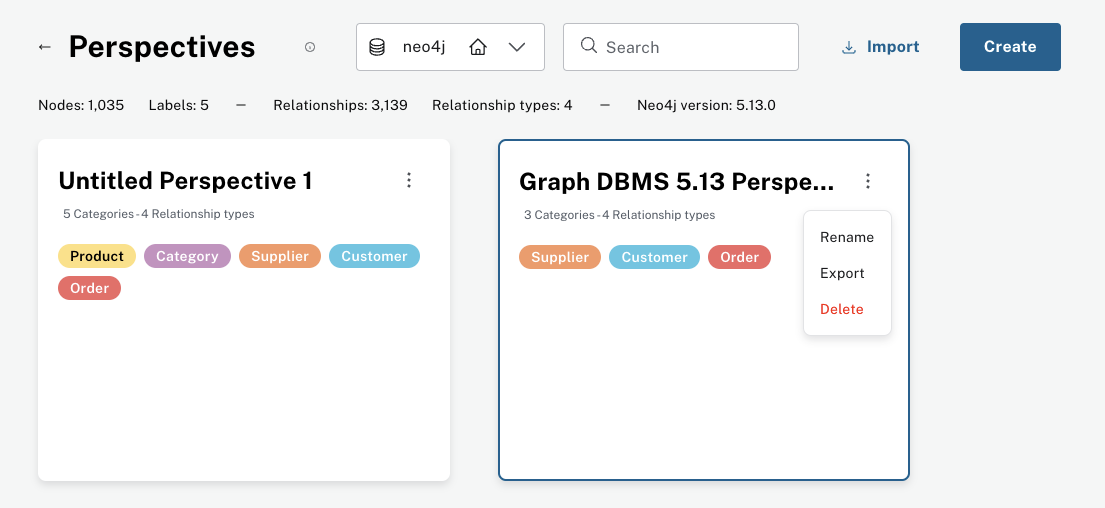 Perspectives
neo4j
Search
Import
Create
Nodes: 1,035 Labels: 5 — Relationships: 3,139 Relationship types: 4 — Neo4j version: 5.13.0
Untitled Perspective 1
5 Categories - 4 Relationship types
Product Category Supplier Customer
Order
Graph DBMS 5.13 Perspe...
3 Categories - 4 Relationship types
Supplier Customer Order
Rename
Export
Delete